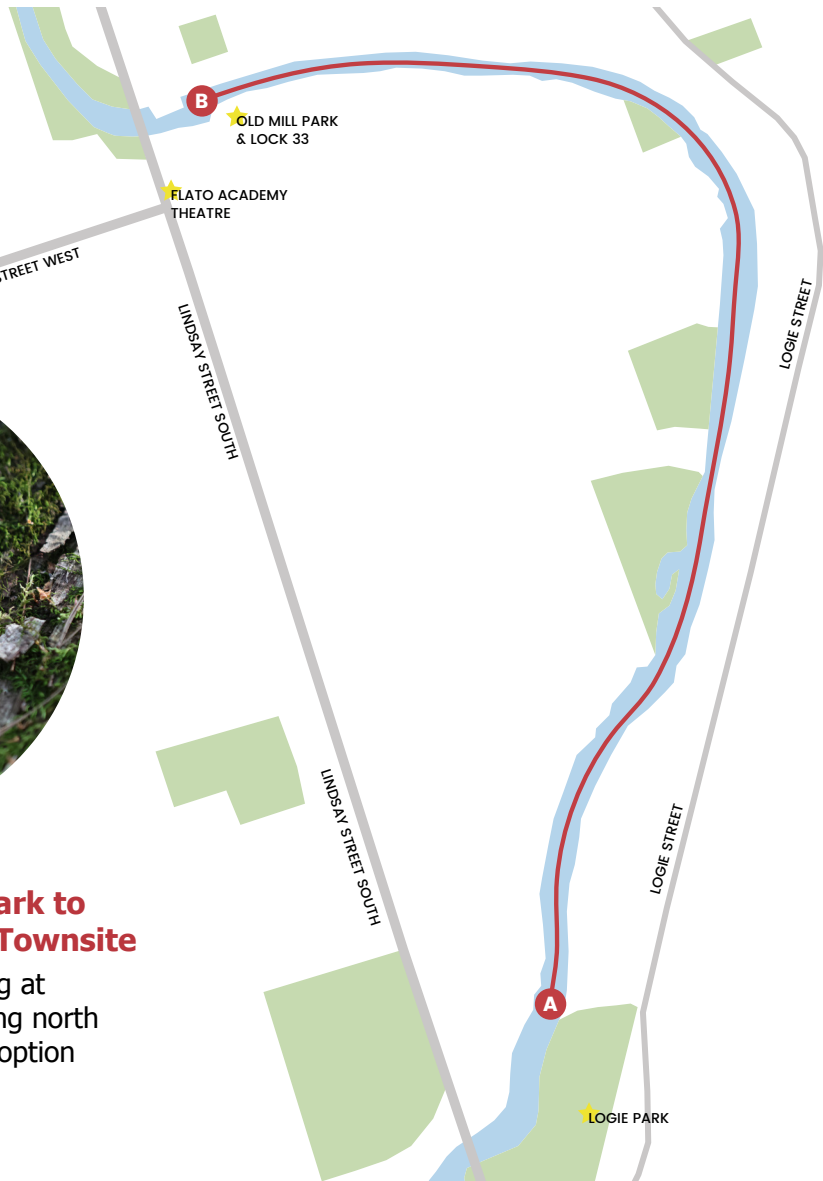 B
OLD MILL PARK
& LOCK 33
FLATO ACADEMY
THEATRE
STREET WEST
LINDSAY STREET SOUTH
LOGIE STREET
LINDSAY STREET SOUTH
LOGIE STREET
ark to
Townsite
g at
ng north
option
A
LOGIE PARK